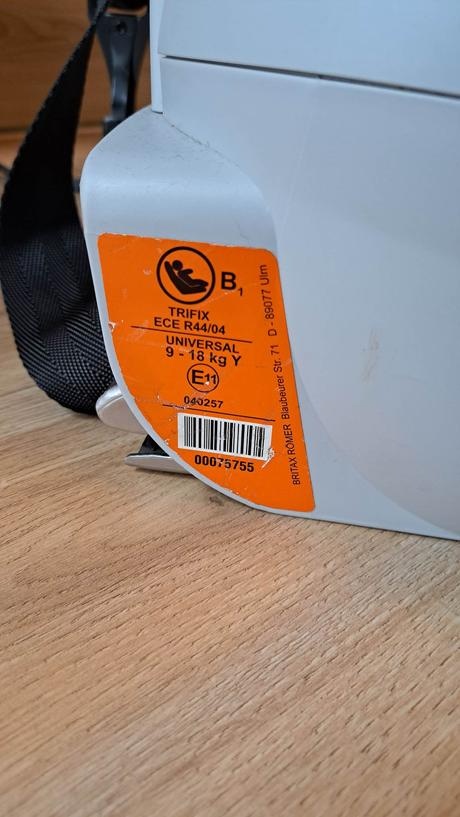 B1
TRIFIX
ECE R44/04
UNIVERSAL
9 - 18 kg Y
E11
040257
00075755
BRITAX RÖMER Blaubeurer Str. 71 D - 89077 Ulm